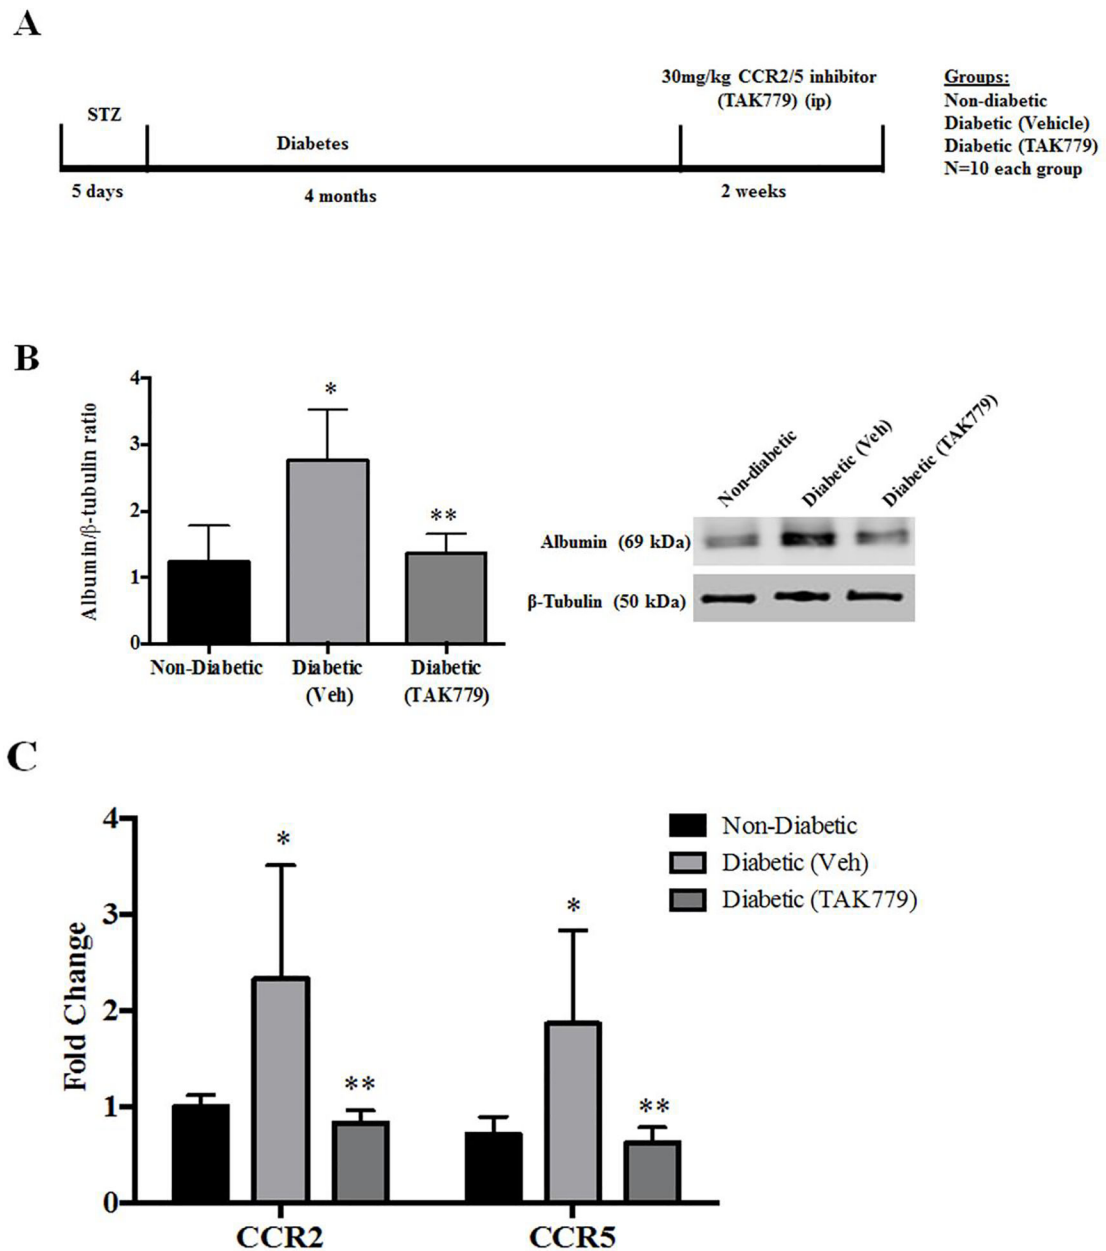 A
STZ
Diabetes
30mg/kg CCR2/5 inhibitor
(TAK779) (ip)
5 days
4 months
2 weeks
Groups:
Non-diabetic
Diabetic (Vehicle)
Diabetic (TAK779)
N=10 each group
B
Albumin/β-tubulin ratio
4
3
2
1
0
*
**
Non-Diabetic
Diabetic
(Veh)
Diabetic
(TAK779)
Non-diabetic
Diabetic (Veh)
Diabetic (TAK779)
Albumin (69 kDa)
β-Tubulin (50 kDa)
C
Fold Change
4
3
2
1
0
*
**
*
**
CCR2
CCR5
Non-Diabetic
Diabetic (Veh)
Diabetic (TAK779)